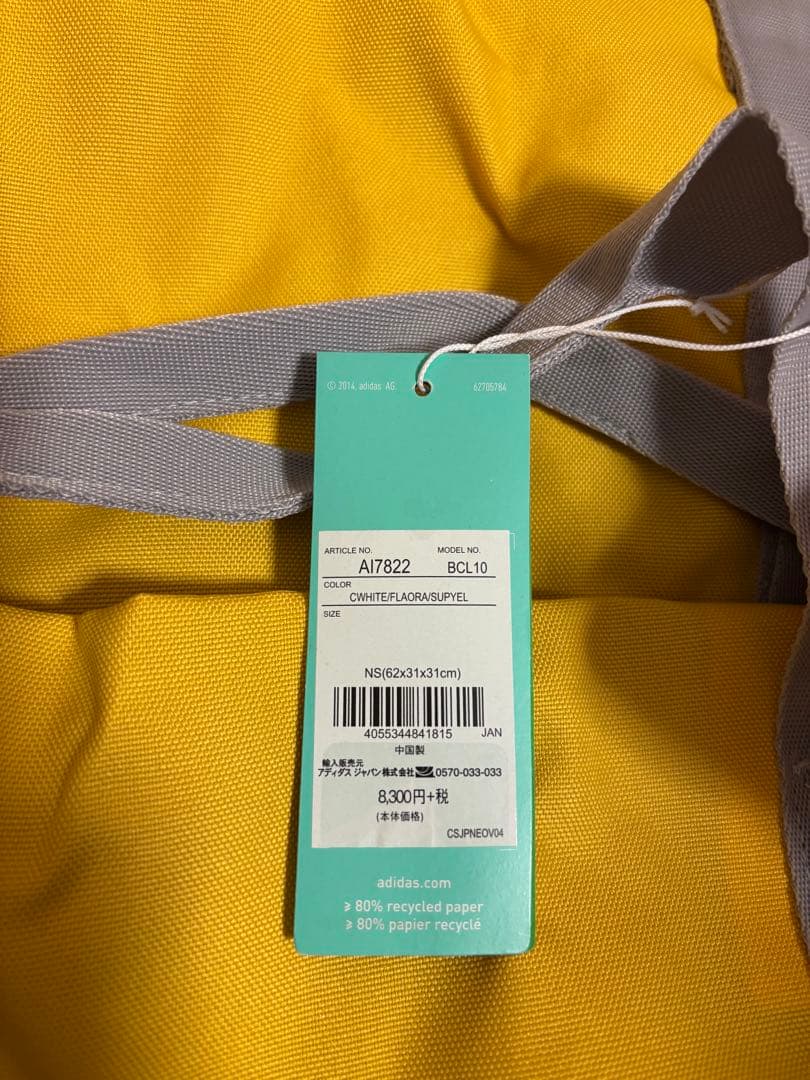 © 2014, adidas AG. 62705784
ARTICLE NO. MODEL NO.
AI7822 BCL10
COLOR
CWHITE/FLAORA/SUPYEL
SIZE
NS(62x31x31cm)
4055344841815 JAN
中国製
輸入販売元
アディダス ジャパン株式会社 0570-033-033
8,300円+税
(本体価格)
CSJPNEOV04
adidas.com
⩾ 80% recycled paper
⩾ 80% papier recyclé